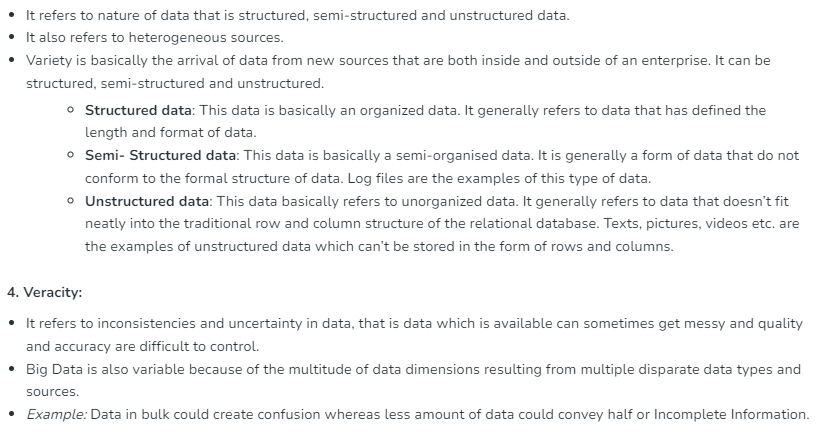 • It refers to nature of data that is structured, semi-structured and unstructured data.
• It also refers to heterogeneous sources.
• Variety is basically the arrival of data from new sources that are both inside and outside of an enterprise. It can be
structured, semi-structured and unstructured.
◦ Structured data: This data is basically an organized data. It generally refers to data that has defined the
length and format of data.
◦ Semi- Structured data: This data is basically a semi-organised data. It is generally a form of data that do not
conform to the formal structure of data. Log files are the examples of this type of data.
◦ Unstructured data: This data basically refers to unorganized data. It generally refers to data that doesn't fit
neatly into the traditional row and column structure of the relational database. Texts, pictures, videos etc. are
the examples of unstructured data which can't be stored in the form of rows and columns.
4. Veracity:
• It refers to inconsistencies and uncertainty in data, that is data which is available can sometimes get messy and quality
and accuracy are difficult to control.
• Big Data is also variable because of the multitude of data dimensions resulting from multiple disparate data types and
sources.
• Example: Data in bulk could create confusion whereas less amount of data could convey half or Incomplete Information.